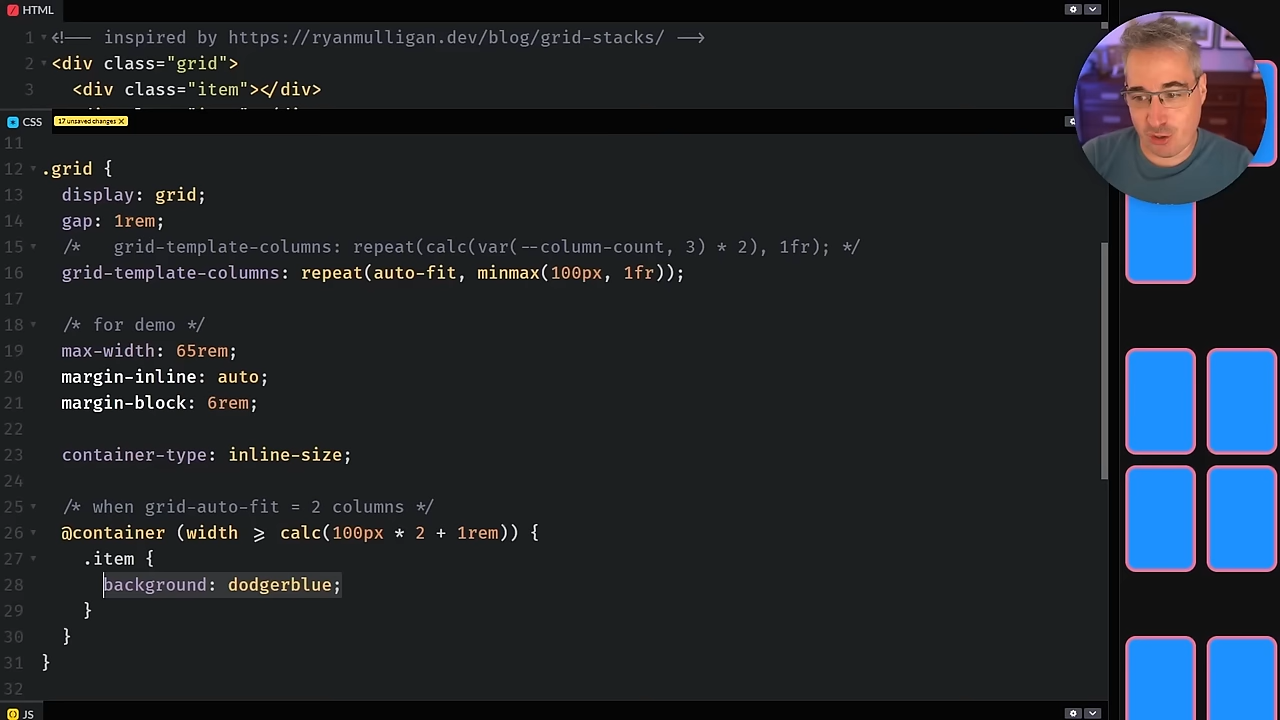 HTML
1 <!-- inspired by https://ryanmulligan.dev/blog/grid-stacks/ -->
2 <div class="grid">
3 <div class="item"></div>
CSS 17 unsaved changes X
11
12 .grid {
13 display: grid;
14 gap: 1rem;
15 /* grid-template-columns: repeat(calc(var(--column-count, 3) * 2), 1fr); */
16 grid-template-columns: repeat(auto-fit, minmax(100px, 1fr));
17
18 /* for demo */
19 max-width: 65rem;
20 margin-inline: auto;
21 margin-block: 6rem;
22
23 container-type: inline-size;
24
25 /* when grid-auto-fit = 2 columns */
26 @container (width >= calc(100px * 2 + 1rem)) {
27 .item {
28 background: dodgerblue;
29 }
30 }
31 }
32
JS